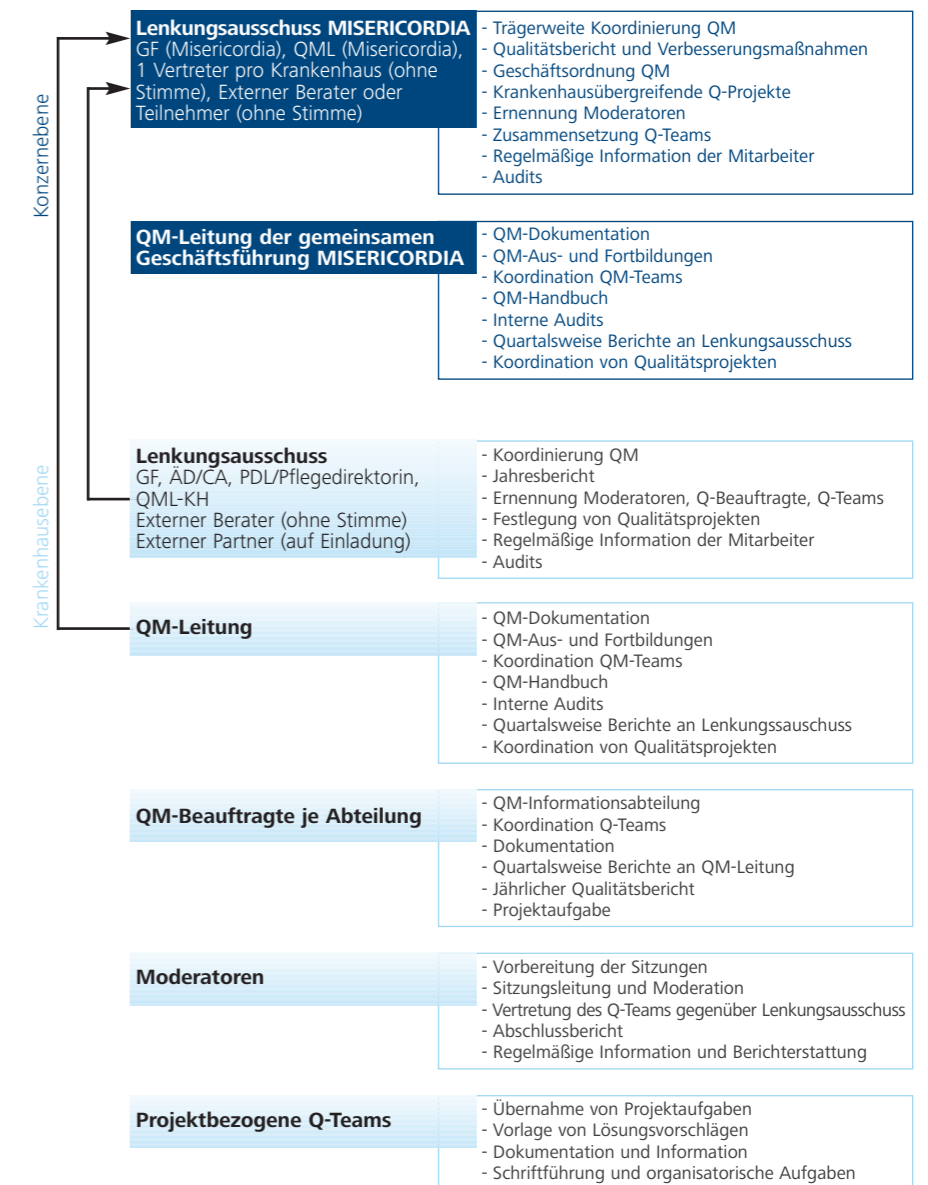 Konzernebene
Lenkungsausschuss MISERICORDIA
GF (Misericordia), QML (Misericordia),
1 Vertreter pro Krankenhaus (ohne
Stimme), Externer Berater oder
Teilnehmer (ohne Stimme)
- Trägerweite Koordinierung QM
- Qualitätsbericht und Verbesserungsmaßnahmen
- Geschäftsordnung QM
- Krankenhausübergreifende Q-Projekte
- Ernennung Moderatoren
- Zusammensetzung Q-Teams
- Regelmäßige Information der Mitarbeiter
- Audits
QM-Leitung der gemeinsamen
Geschäftsführung MISERICORDIA
- QM-Dokumentation
- QM-Aus- und Fortbildungen
- Koordination QM-Teams
- QM-Handbuch
- Interne Audits
- Quartalsweise Berichte an Lenkungsausschuss
- Koordination von Qualitätsprojekten
Krankenhausebene
Lenkungsausschuss
GF, ÄD/CA, PDL/Pflegedirektorin,
QML-KH
Externer Berater (ohne Stimme)
Externer Partner (auf Einladung)
- Koordinierung QM
- Jahresbericht
- Ernennung Moderatoren, Q-Beauftragte, Q-Teams
- Festlegung von Qualitätsprojekten
- Regelmäßige Information der Mitarbeiter
- Audits
QM-Leitung
- QM-Dokumentation
- QM-Aus- und Fortbildungen
- Koordination QM-Teams
- QM-Handbuch
- Interne Audits
- Quartalsweise Berichte an Lenkungssauschuss
- Koordination von Qualitätsprojekten
QM-Beauftragte je Abteilung
- QM-Informationsabteilung
- Koordination Q-Teams
- Dokumentation
- Quartalsweise Berichte an QM-Leitung
- Jährlicher Qualitätsbericht
- Projektaufgabe
Moderatoren
- Vorbereitung der Sitzungen
- Sitzungsleitung und Moderation
- Vertretung des Q-Teams gegenüber Lenkungsausschuss
- Abschlussbericht
- Regelmäßige Information und Berichterstattung
Projektbezogene Q-Teams
- Übernahme von Projektaufgaben
- Vorlage von Lösungsvorschlägen
- Dokumentation und Information
- Schriftführung und organisatorische Aufgaben